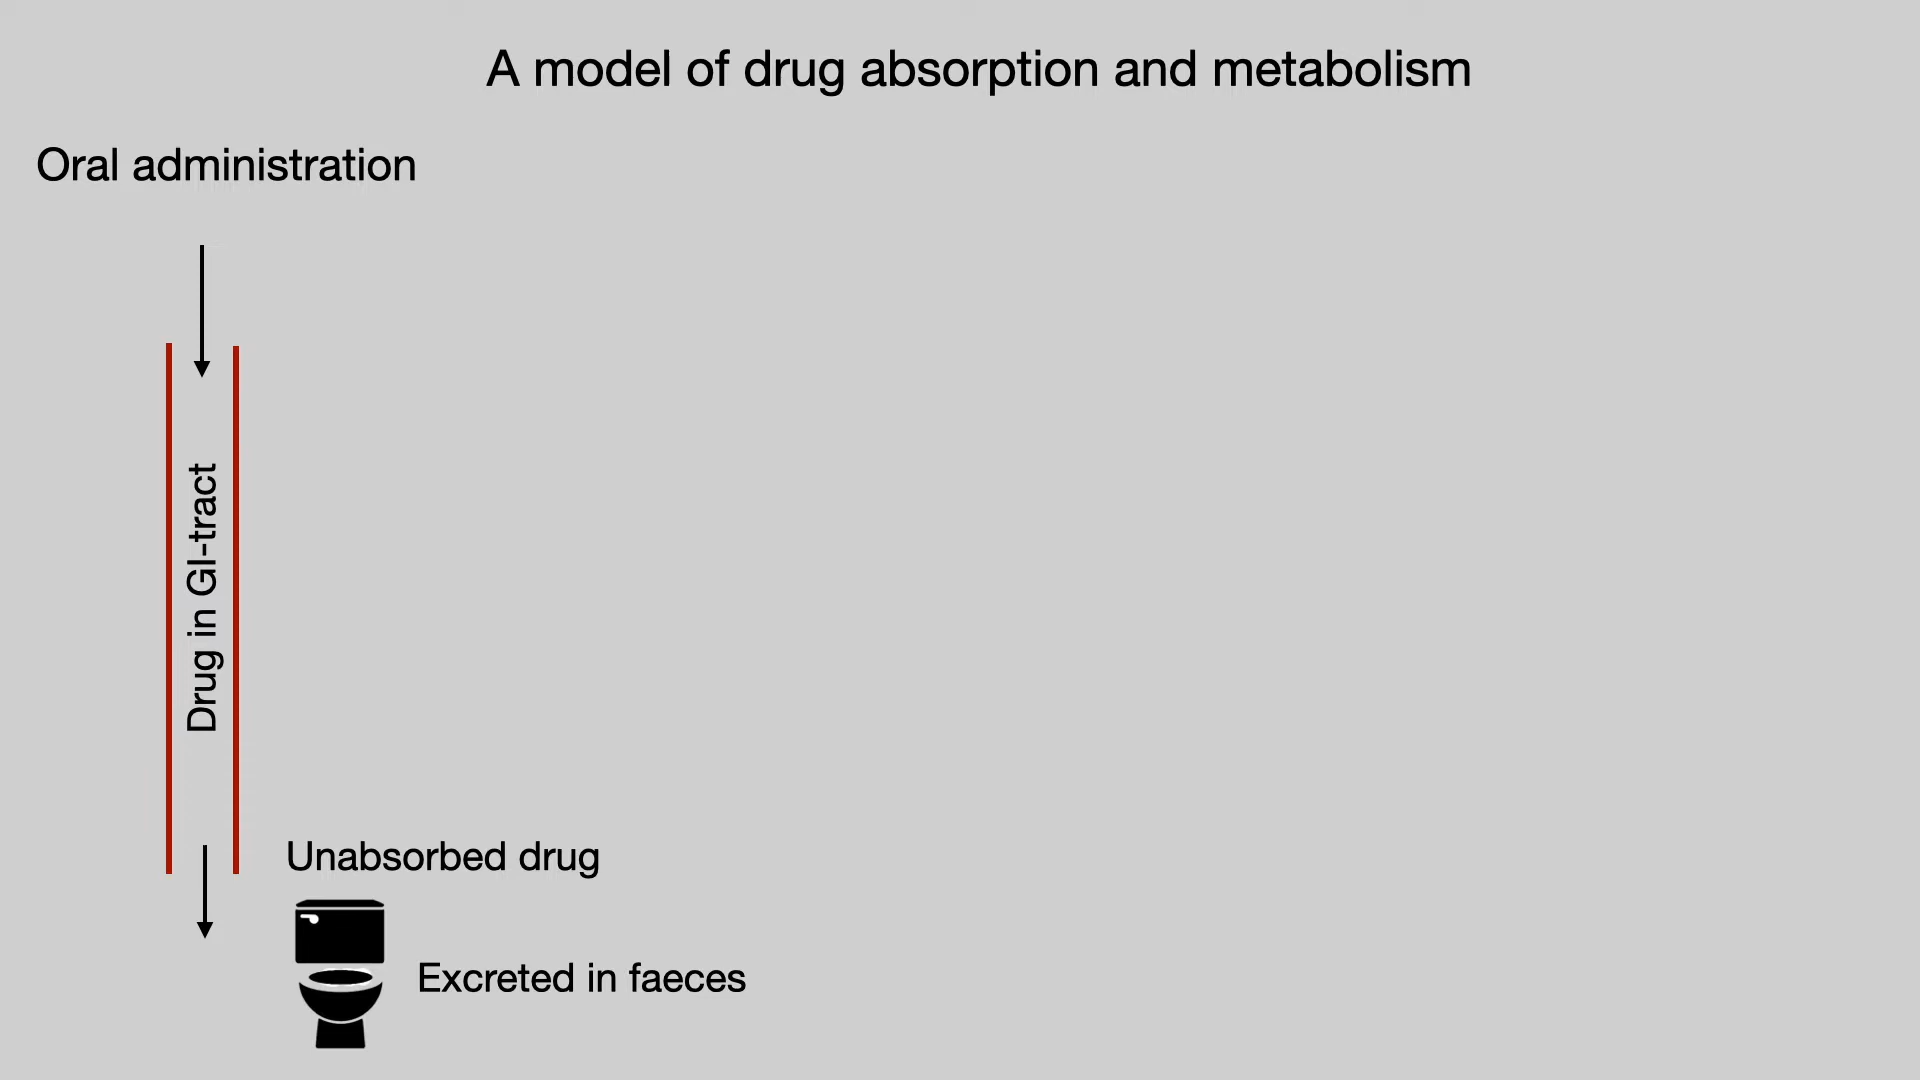 A model of drug absorption and metabolism
Oral administration
Drug in GI-tract
Unabsorbed drug
Excreted in faeces